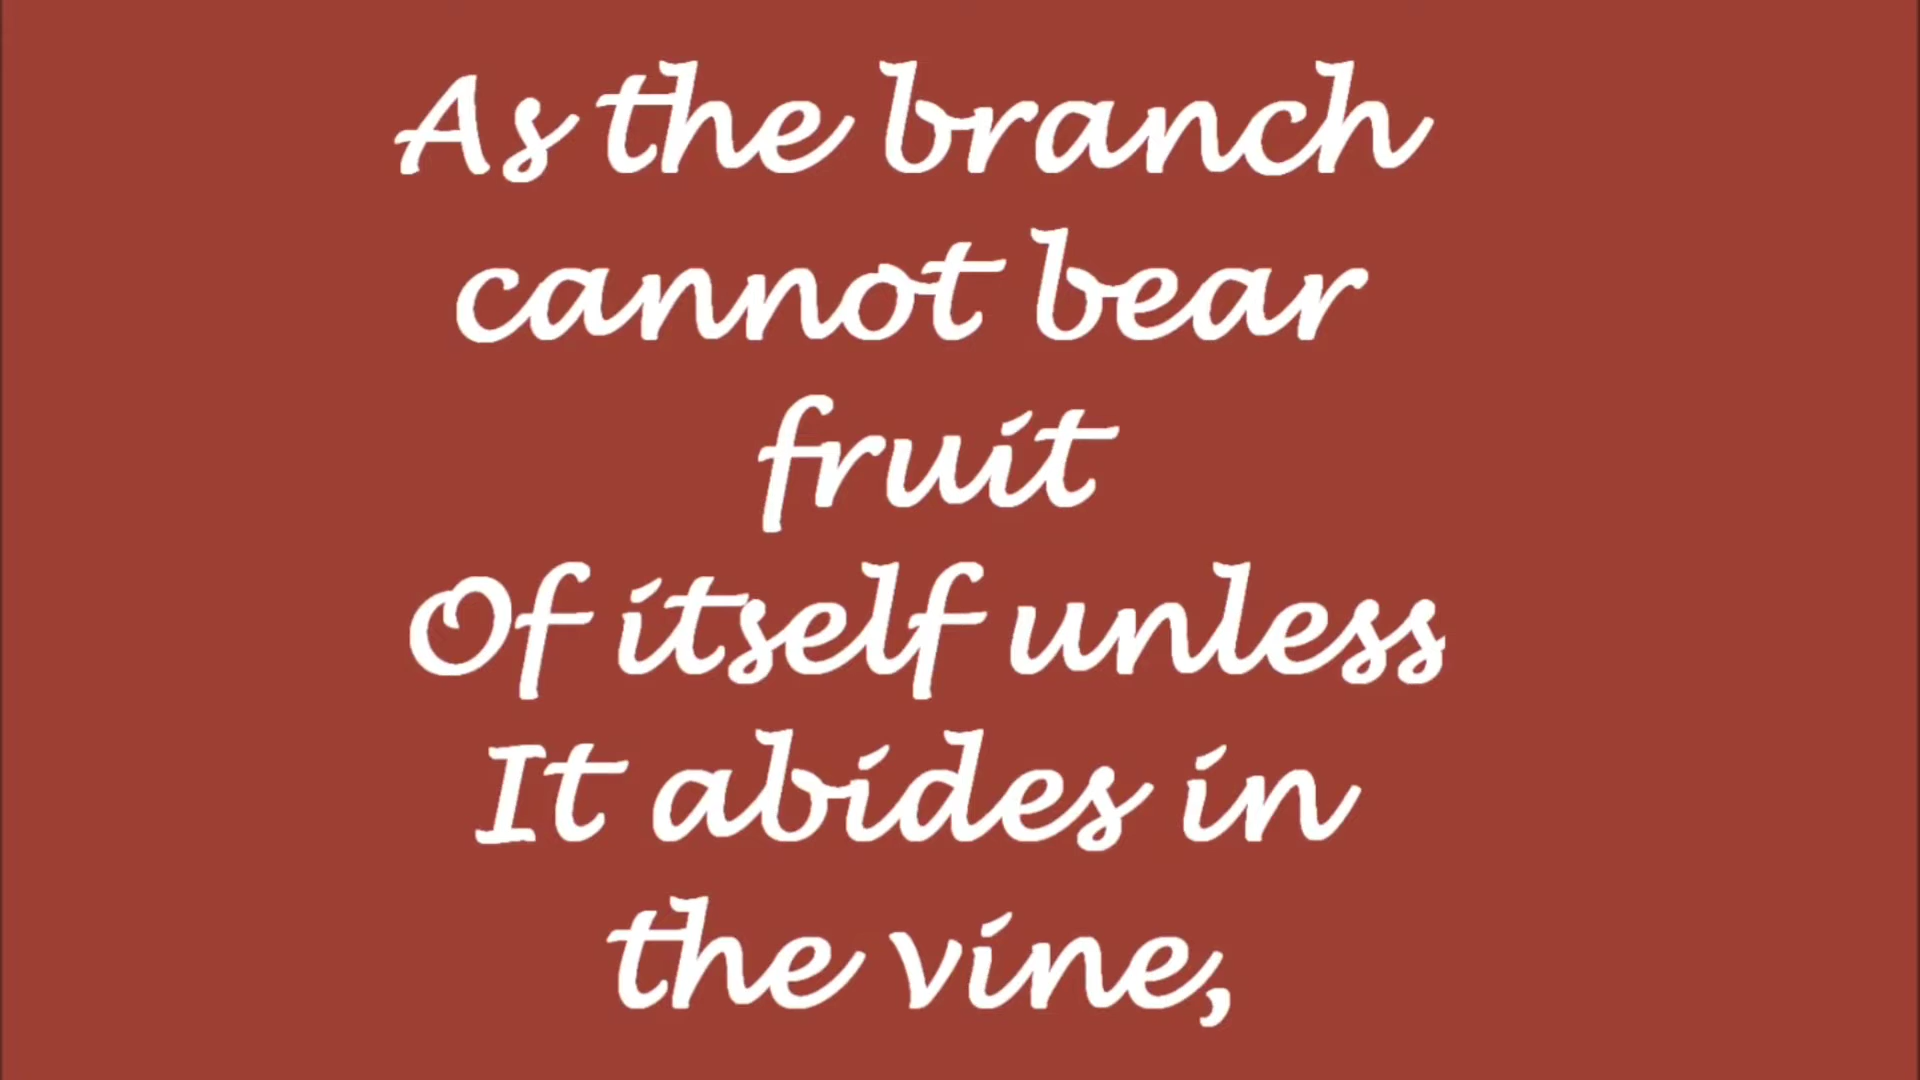 As the branch
cannot bear
fruit
Of itself unless
It abides in
the vine,